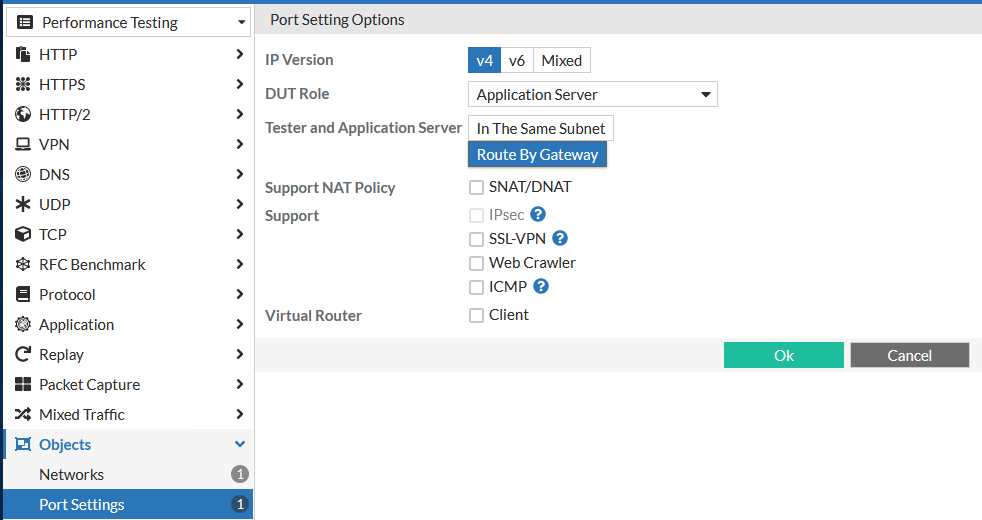 Performance Testing
HTTP
HTTPS
HTTP/2
VPN
DNS
UDP
TCP
RFC Benchmark
Protocol
Application
Replay
Packet Capture
Mixed Traffic
Objects
Networks 1
Port Settings 1
Port Setting Options
IP Version v4 v6 Mixed
DUT Role Application Server
Tester and Application Server In The Same Subnet
Route By Gateway
Support NAT Policy SNAT/DNAT
Support IPsec ?
SSL-VPN ?
Web Crawler
ICMP ?
Virtual Router Client
Ok Cancel